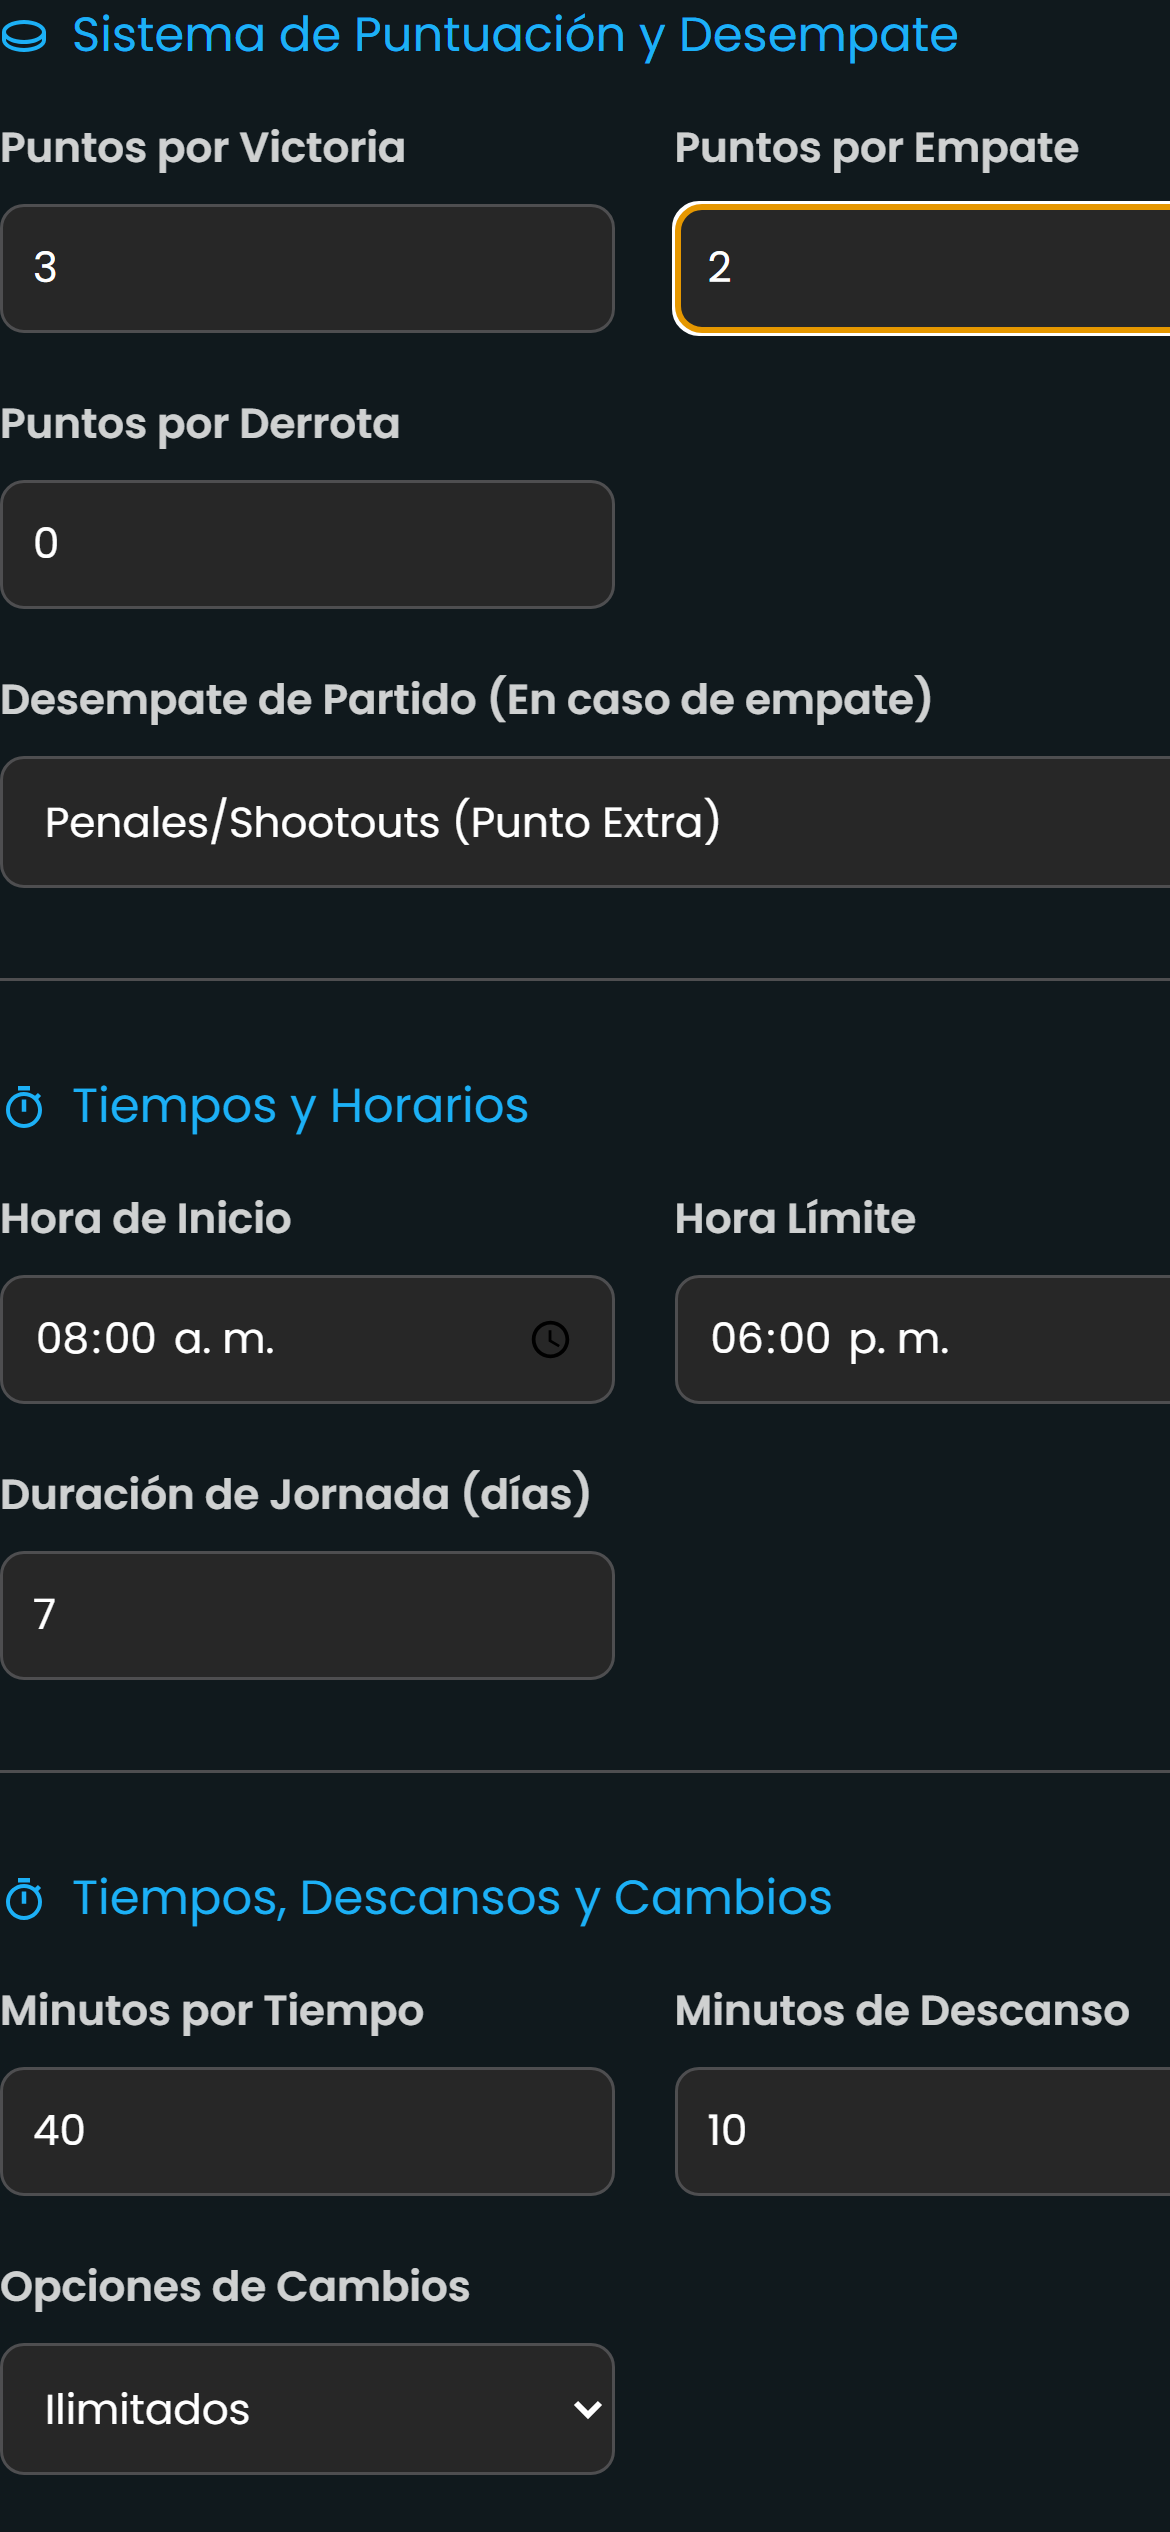 Sistema de Puntuación y Desempate
Puntos por Victoria
Puntos por Empate
3
2
Puntos por Derrota
0
Desempate de Partido (En caso de empate)
Penales/Shootouts (Punto Extra)
Tiempos y Horarios
Hora de Inicio
Hora Límite
08:00 a. m.
06:00 p. m.
Duración de Jornada (días)
7
Tiempos, Descansos y Cambios
Minutos por Tiempo
Minutos de Descanso
40
10
Opciones de Cambios
Ilimitados